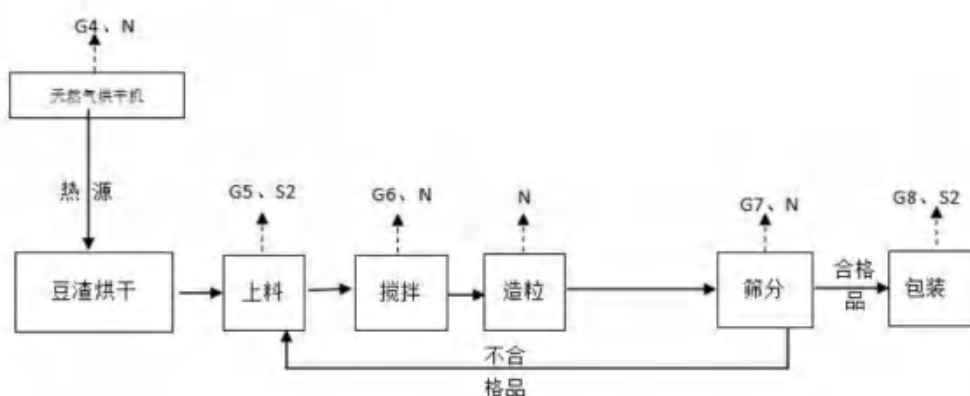 G4、N
天然气烘干机
热 源
G5、S2
G6、N
N
G7、N
G8、S2
豆渣烘干
上料
搅拌
造粒
筛分
合格
品
包装
不合
格品